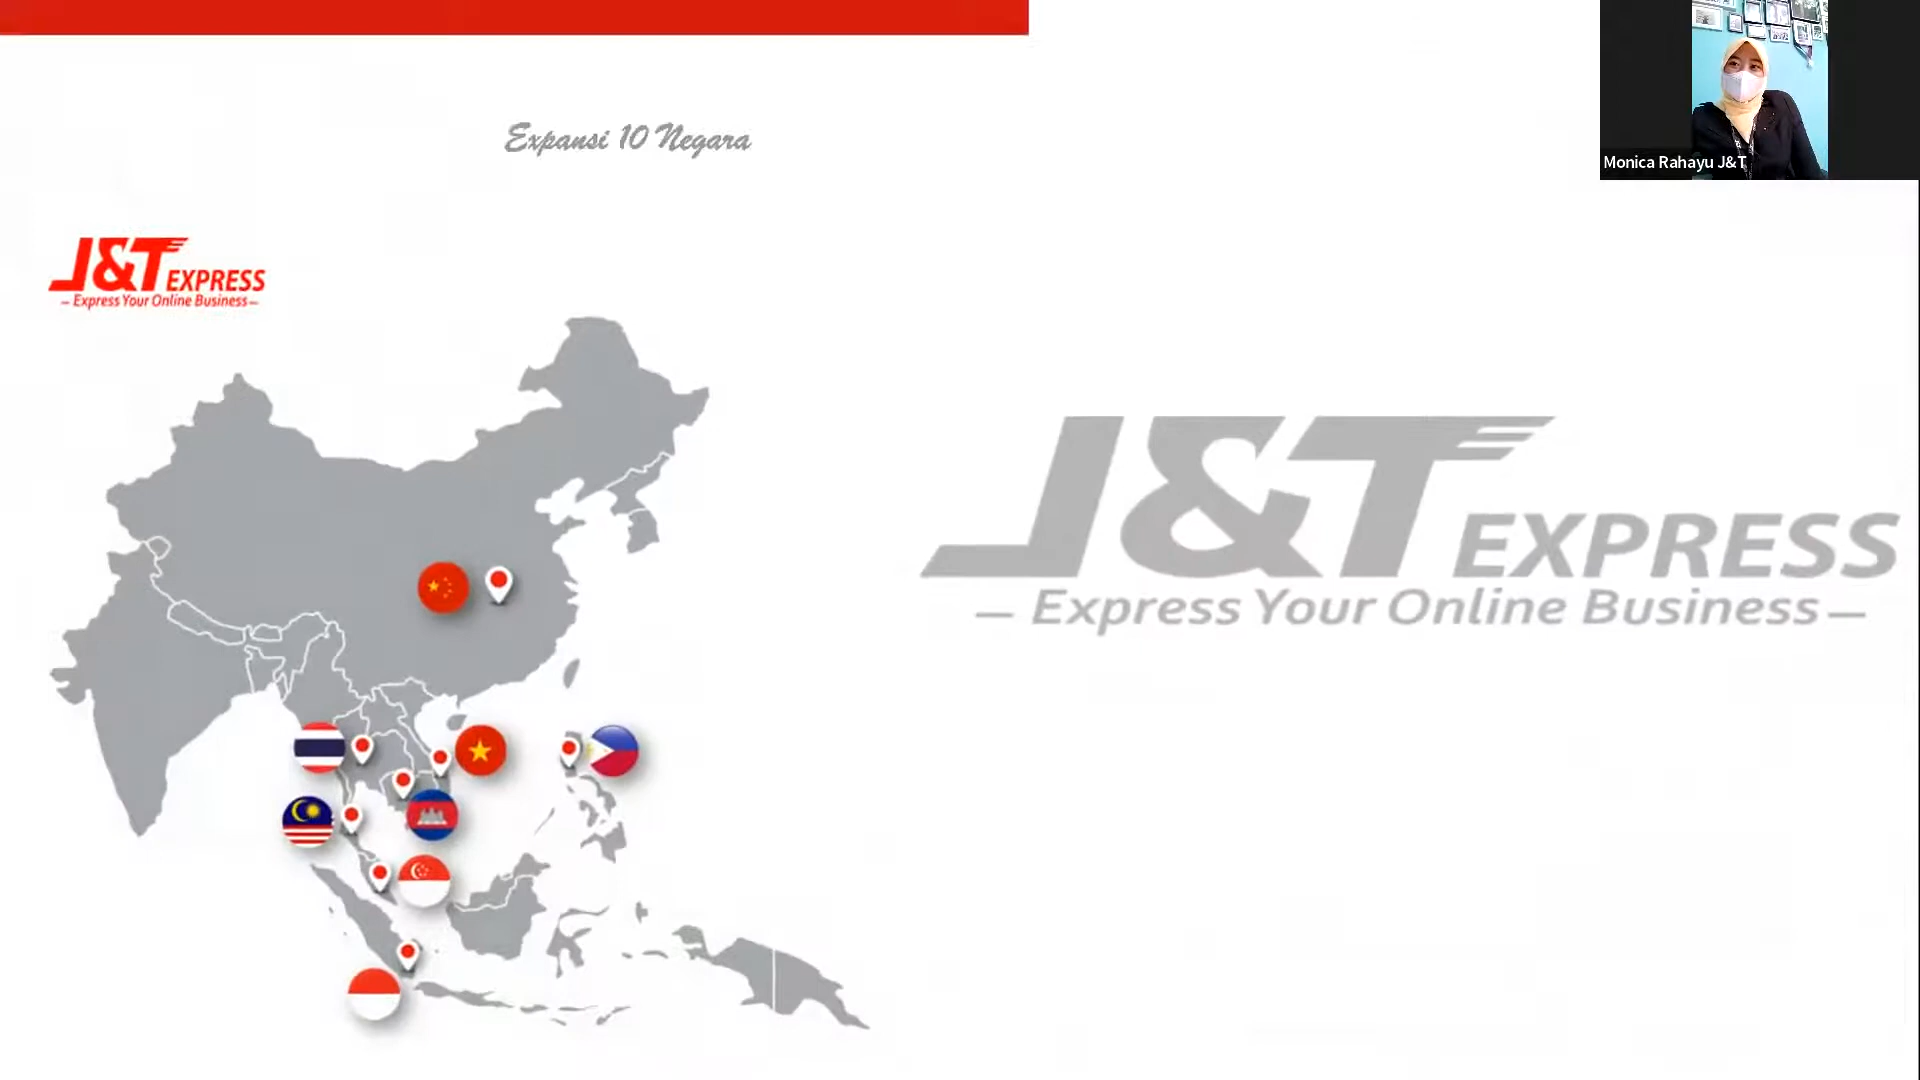 Expansi 10 Negara
Monica Rahayu J&T
J&T EXPRESS
— Express Your Online Business —
J&T EXPRESS
— Express Your Online Business —